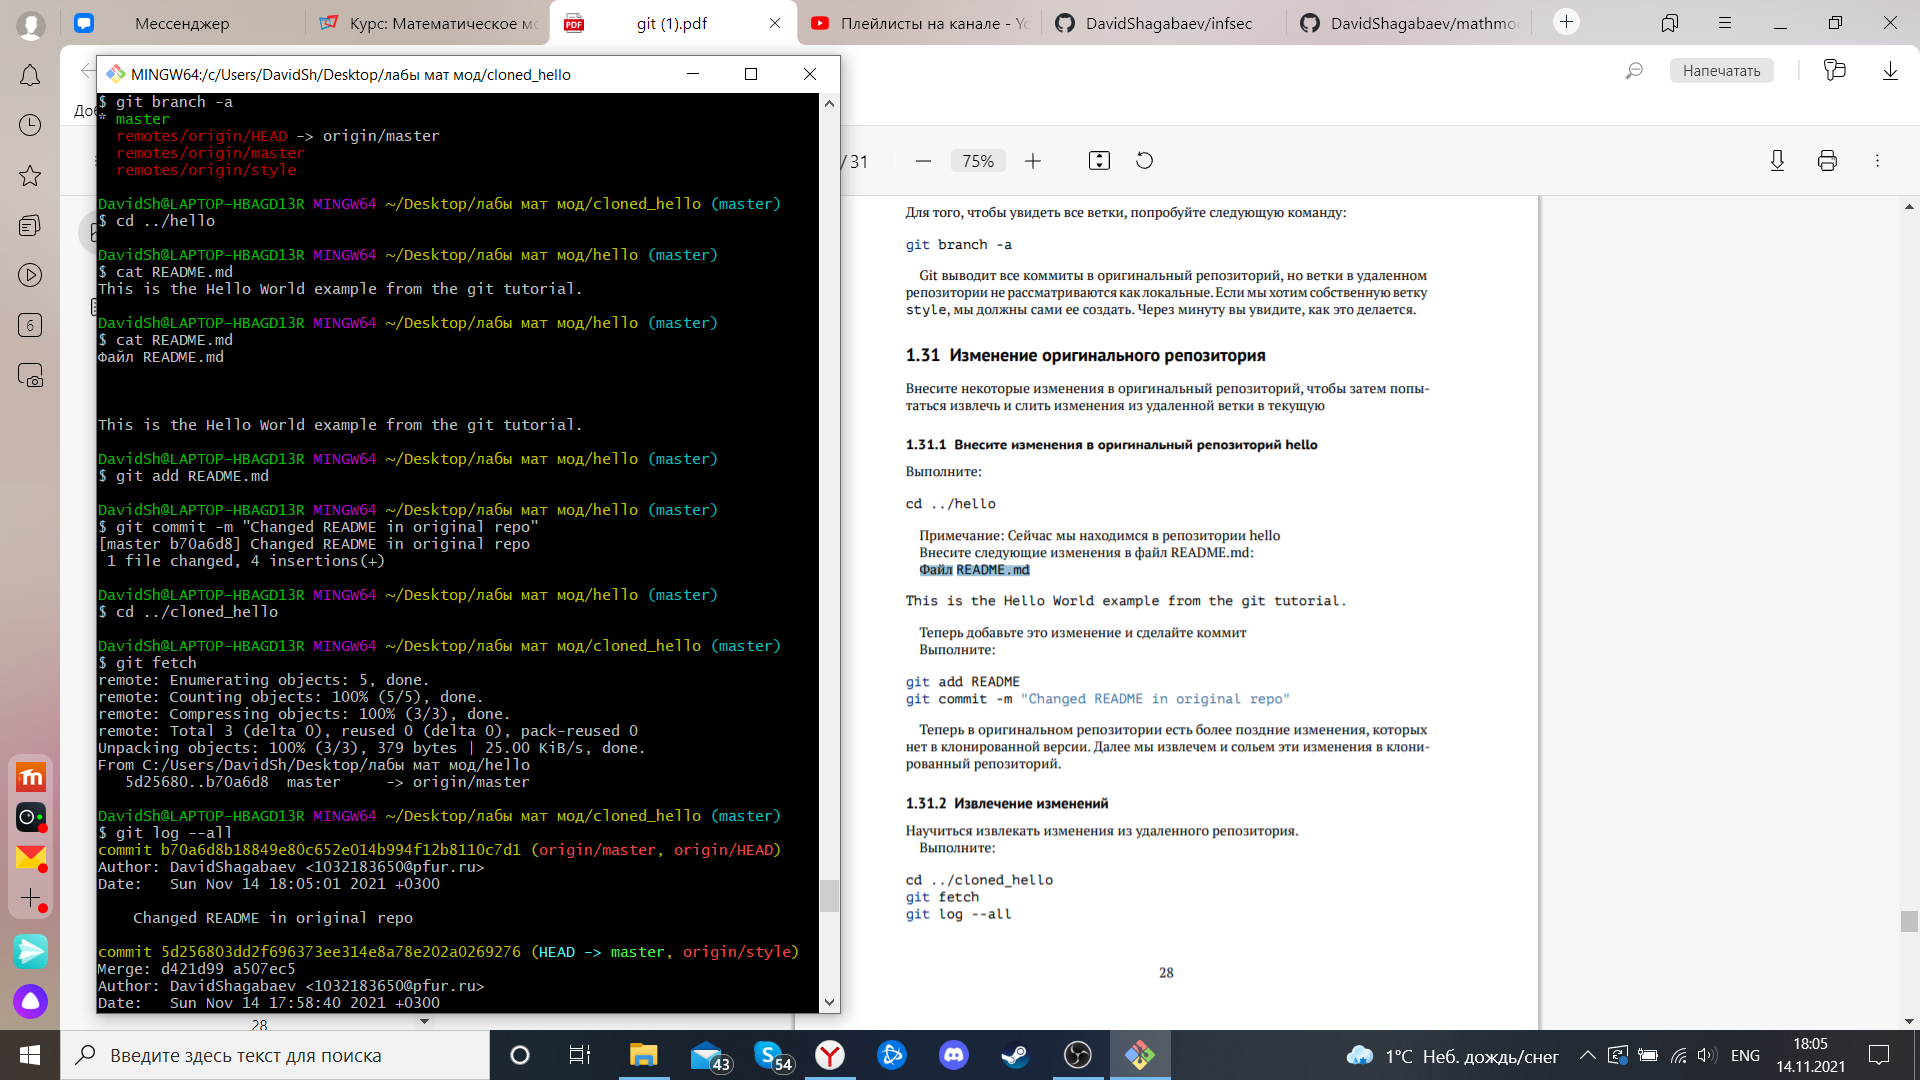 Мессенджер
Курс: Математическое мо
git (1).pdf
Плейлисты на канале - Yo
DavidShagabaev/infsec
DavidShagabaev/mathmo
MINGW64:/c/Users/DavidSh/Desktop/лабы мат мод/cloned_hello
Напечатать
Доб
/ 31
75%
6
$ git branch -a
* master
remotes/origin/HEAD -> origin/master
remotes/origin/master
remotes/origin/style
DavidSh@LAPTOP-HBAGD13R MINGW64 ~/Desktop/лабы мат мод/cloned_hello (master)
$ cd ../hello
DavidSh@LAPTOP-HBAGD13R MINGW64 ~/Desktop/лабы мат мод/hello (master)
$ cat README.md
This is the Hello World example from the git tutorial.
DavidSh@LAPTOP-HBAGD13R MINGW64 ~/Desktop/лабы мат мод/hello (master)
$ cat README.md
Файл README.md
This is the Hello World example from the git tutorial.
DavidSh@LAPTOP-HBAGD13R MINGW64 ~/Desktop/лабы мат мод/hello (master)
$ git add README.md
DavidSh@LAPTOP-HBAGD13R MINGW64 ~/Desktop/лабы мат мод/hello (master)
$ git commit -m "Changed README in original repo"
[master b70a6d8] Changed README in original repo
1 file changed, 4 insertions(+)
DavidSh@LAPTOP-HBAGD13R MINGW64 ~/Desktop/лабы мат мод/hello (master)
$ cd ../cloned_hello
DavidSh@LAPTOP-HBAGD13R MINGW64 ~/Desktop/лабы мат мод/cloned_hello (master)
$ git fetch
remote: Enumerating objects: 5, done.
remote: Counting objects: 100% (5/5), done.
remote: Compressing objects: 100% (3/3), done.
remote: Total 3 (delta 0), reused 0 (delta 0), pack-reused 0
Unpacking objects: 100% (3/3), 379 bytes | 25.00 KiB/s, done.
From C:/Users/DavidSh/Desktop/лабы мат мод/hello
5d25680..b70a6d8  master     -> origin/master
DavidSh@LAPTOP-HBAGD13R MINGW64 ~/Desktop/лабы мат мод/cloned_hello (master)
$ git log --all
commit b70a6d8b18849e80c652e014b994f12b8110c7d1 (origin/master, origin/HEAD)
Author: DavidShagabaev <1032183650@pfur.ru>
Date:   Sun Nov 14 18:05:01 2021 +0300
Changed README in original repo
commit 5d256803dd2f696373ee314e8a78e202a0269276 (HEAD -> master, origin/style)
Merge: d421d99 a507ec5
Author: DavidShagabaev <1032183650@pfur.ru>
Date:   Sun Nov 14 17:58:40 2021 +0300
28
Для того, чтобы увидеть все ветки, попробуйте следующую команду:
git branch -a
Git выводит все коммиты в оригинальный репозиторий, но ветки в удаленном
репозитории не рассматриваются как локальные. Если мы хотим собственную ветку
style, мы должны сами ее создать. Через минуту вы увидите, как это делается.
1.31 Изменение оригинального репозитория
Внесите некоторые изменения в оригинальный репозиторий, чтобы затем попы-
таться извлечь и слить изменения из удаленной ветки в текущую
1.31.1 Внесите изменения в оригинальный репозиторий hello
Выполните:
cd ../hello
Примечание: Сейчас мы находимся в репозитории hello
Внесите следующие изменения в файл README.md:
Файл README.md
This is the Hello World example from the git tutorial.
Теперь добавьте это изменение и сделайте коммит
Выполните:
git add README
git commit -m "Changed README in original repo"
Теперь в оригинальном репозитории есть более поздние изменения, которых
нет в клонированной версии. Далее мы извлечем и сольем эти изменения в клони-
рованный репозиторий.
1.31.2 Извлечение изменений
Научиться извлекать изменения из удаленного репозитория.
Выполните:
cd ../cloned_hello
git fetch
git log --all
28
Введите здесь текст для поиска
43
54
1°C Неб. дождь/снег
ENG
18:05
14.11.2021